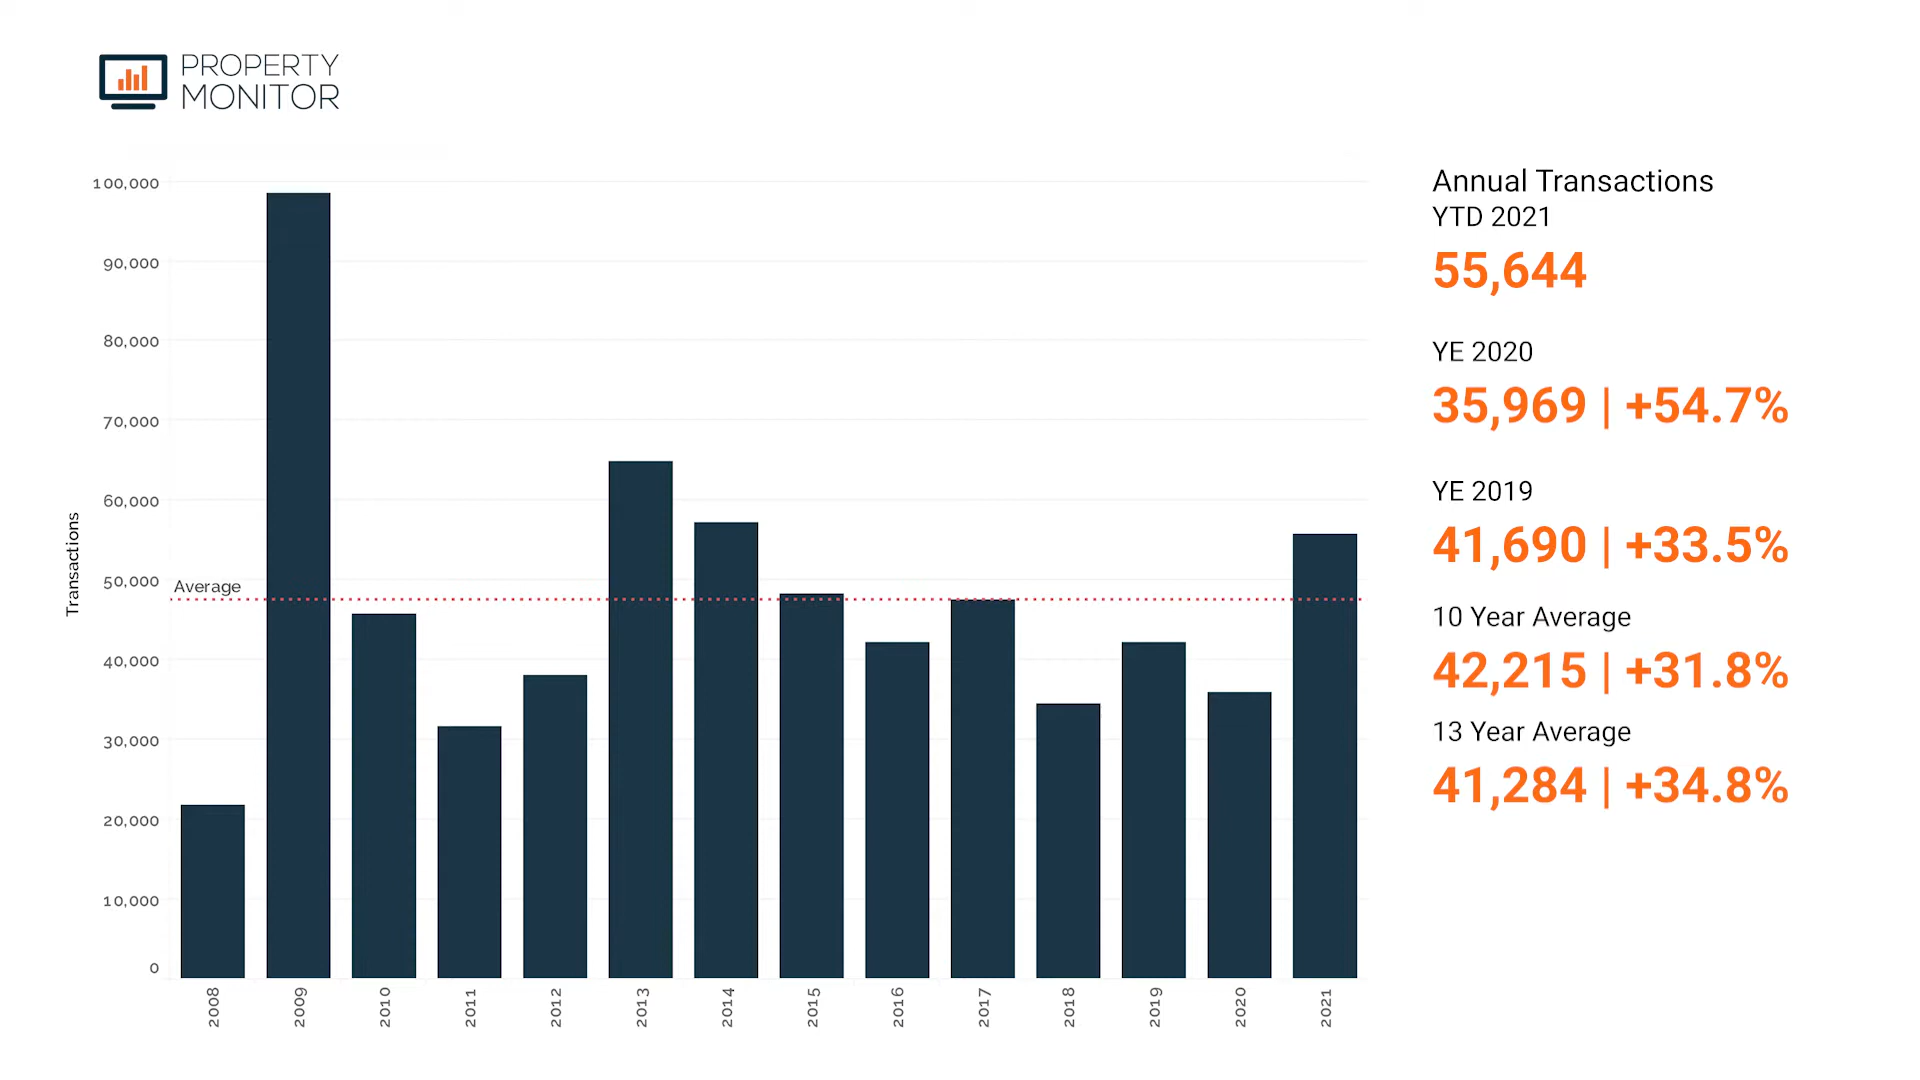 PROPERTY
MONITOR
Transactions
100,000
90,000
80,000
70,000
60,000
50,000
40,000
30,000
20,000
10,000
0
Average
2008
2009
2010
2011
2012
2013
2014
2015
2016
2017
2018
2019
2020
2021
Annual Transactions
YTD 2021
55,644
YE 2020
35,969 | +54.7%
YE 2019
41,690 | +33.5%
10 Year Average
42,215 | +31.8%
13 Year Average
41,284 | +34.8%